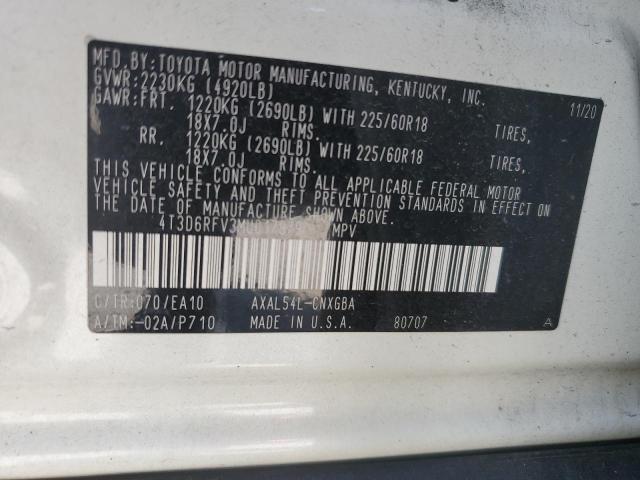 MFD.BY:TOYOTA MOTOR MANUFACTURING, KENTUCKY, INC.
GVWR:2230KG (4920LB) 11/20
GAWR:FRT. 1220KG (2690LB) WITH 225/60R18 TIRES,
18X7.0J RIMS.
RR. 1220KG (2690LB) WITH 225/60R18 TIRES,
18X7.0J RIMS.
THIS VEHICLE CONFORMS TO ALL APPLICABLE FEDERAL MOTOR
VEHICLE SAFETY AND THEFT PREVENTION STANDARDS IN EFFECT ON
THE DATE OF MANUFACTURE SHOWN ABOVE.
MPV
C/TR:070/EA10 AXAL54L-CNXGBA
A/TM:-02A/P710 MADE IN U.S.A. 80707 A